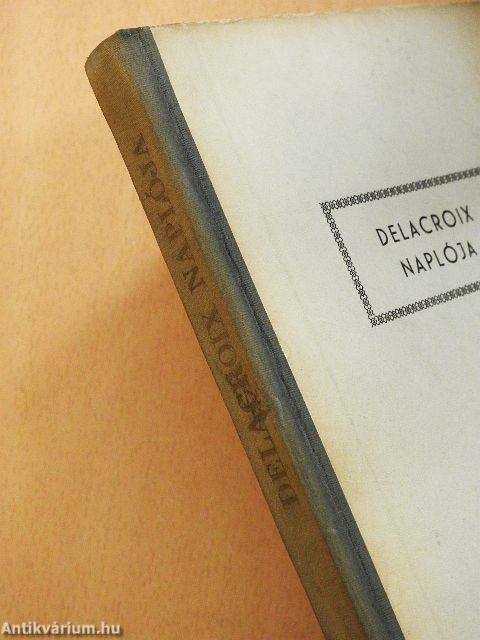 DELACROIX
NAPLÓJA
DELACROIX NAPLÓJA
Antikvárium.hu